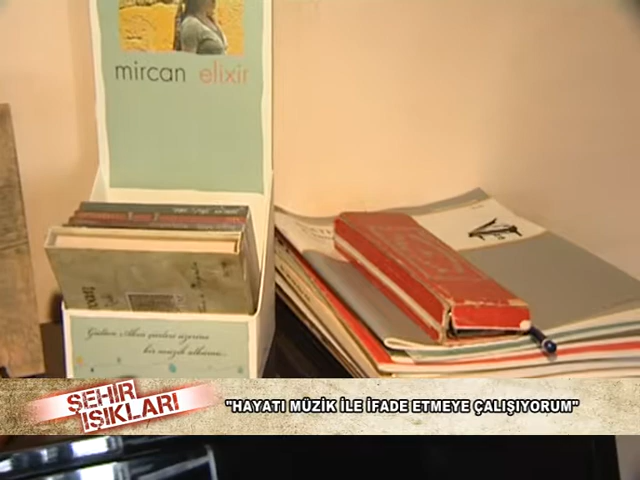 mircan elixir
Gülten Akın şiirleri üzerine
bir müzik albümü...
ŞEHİR
IŞIKLARI
"HAYATI MÜZİK İLE İFADE ETMEYE ÇALIŞIYORUM"